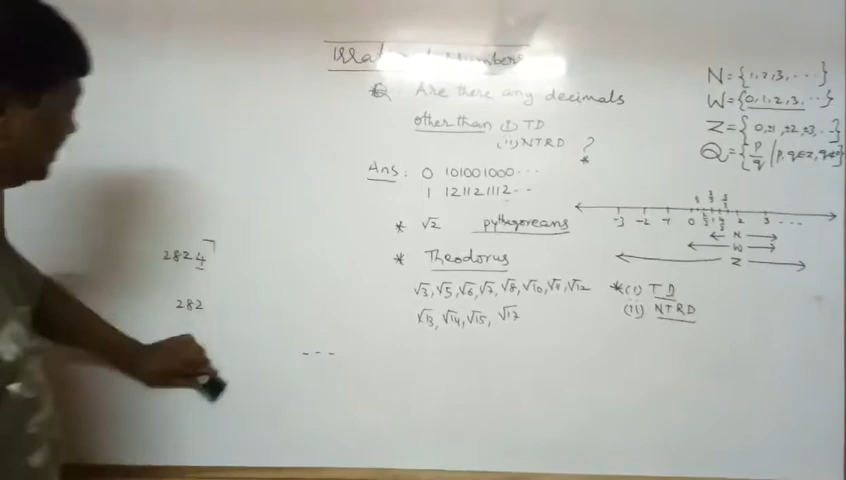 Numbers
Q Are there any decimals
other than (i) TD
(ii) NTRD ?
*
Ans: 0 101001000...
1 121121112...
* √2 pythegoreans
* Theodorus
√3, √5, √6, √7, √8, √10, √11, √12
√13, √14, √15, √17
N = {1, 2, 3, ....}
W = {0, 1, 2, 3, ...}
Z = {0, ±1, ±2, ±3, ...}
Q = {p/q | p, q ∈ Z, q≠0}
-3 -2 -1 0 1 2 3 ...
N
W
Z
*(i) TD
(ii) NTRD
2824
282
---